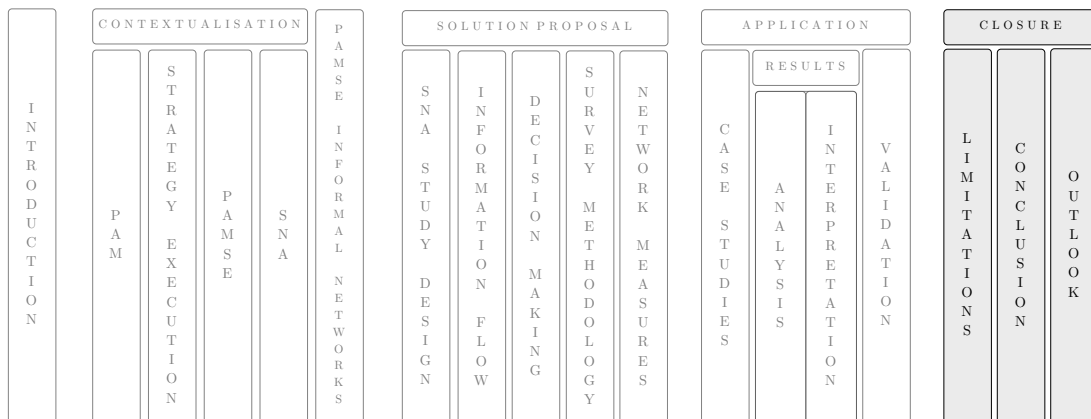 INTRODUCTION
CONTEXTUALISATION
PAM
STRATEGY EXECUTION
PAMSE
SNA
PAMSE INFORMAL NETWORKS
SOLUTION PROPOSAL
SNA STUDY DESIGN
INFORMATION FLOW
DECISION MAKING
SURVEY METHODOLOGY
NETWORK MEASURES
APPLICATION
CASE STUDIES
RESULTS
ANALYSIS
INTERPRETATION
VALIDATION
CLOSURE
LIMITATIONS
CONCLUSION
OUTLOOK